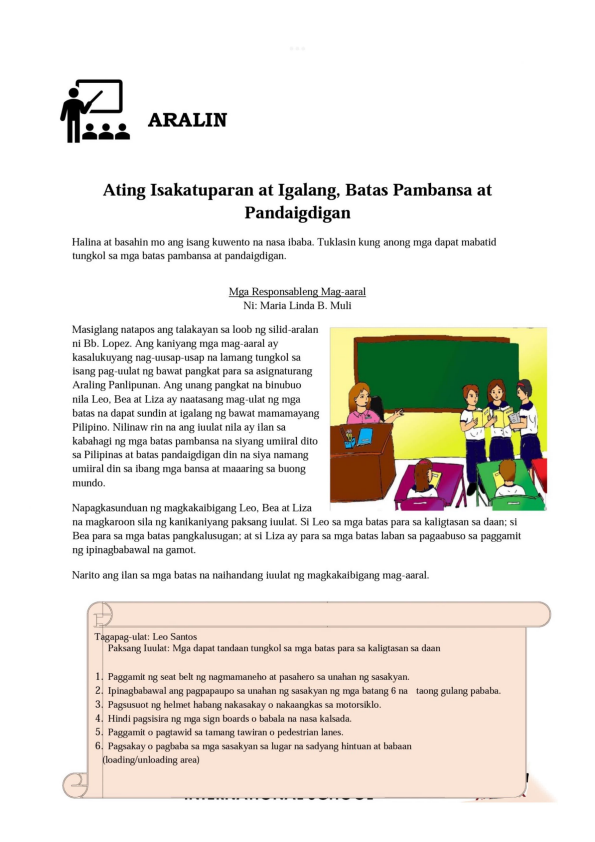 ARALIN
Ating Isakatuparan at Igalang, Batas Pambansa at
Pandaigdigan
Halina at basahin mo ang isang kuwento na nasa ibaba. Tuklasin kung anong mga dapat mabatid
tungkol sa mga batas pambansa at pandaigdigan.
Mga Responsableng Mag-aaral
Ni: Maria Linda B. Muli
Masiglang natapos ang talakayan sa loob ng silid-aralan
ni Bb. Lopez. Ang kaniyang mga mag-aaral ay
kasalukuyang nag-uusap-usap na lamang tungkol sa
isang pag-uulat ng bawat pangkat para sa asignaturang
Araling Panlipunan. Ang unang pangkat na binubuo
nila Leo, Bea at Liza ay naatasang mag-ulat ng mga
batas na dapat sundin at igalang ng bawat mamamayang
Pilipino. Nilinaw rin na ang iuulat nila ay ilan sa
kabahagi ng mga batas pambansa na siyang umiiral dito
sa Pilipinas at batas pandaigdigan din na siya namang
umiiral din sa ibang mga bansa at maaaring sa buong
mundo.
Napagkasunduan ng magkakaibigang Leo, Bea at Liza
na magkaroon sila ng kanikaniyang paksang iuulat. Si Leo sa mga batas para sa kaligtasan sa daan; si
Bea para sa mga batas pangkalusugan; at si Liza ay para sa mga batas laban sa pagaabuso sa paggamit
ng ipinagbabawal na gamot.
Narito ang ilan sa mga batas na naihandang iuulat ng magkakaibigang mag-aaral.
Tagapag-ulat: Leo Santos
Paksang Iuulat: Mga dapat tandaan tungkol sa mga batas para sa kaligtasan sa daan
1. Paggamit ng seat belt ng nagmamaneho at pasahero sa unahan ng sasakyan.
2. Ipinagbabawal ang pagpapaupo sa unahan ng sasakyan ng mga batang 6 na taong gulang pababa.
3. Pagsusuot ng helmet habang nakasakay o nakaangkas sa motorsiklo.
4. Hindi pagsisira ng mga sign boards o babala na nasa kalsada.
5. Paggamit o pagtawid sa tamang tawiran o pedestrian lanes.
6. Pagsakay o pagbaba sa mga sasakyan sa lugar na sadyang hintuan at babaan
(loading/unloading area)
INTERNATIONAL SCHOOL